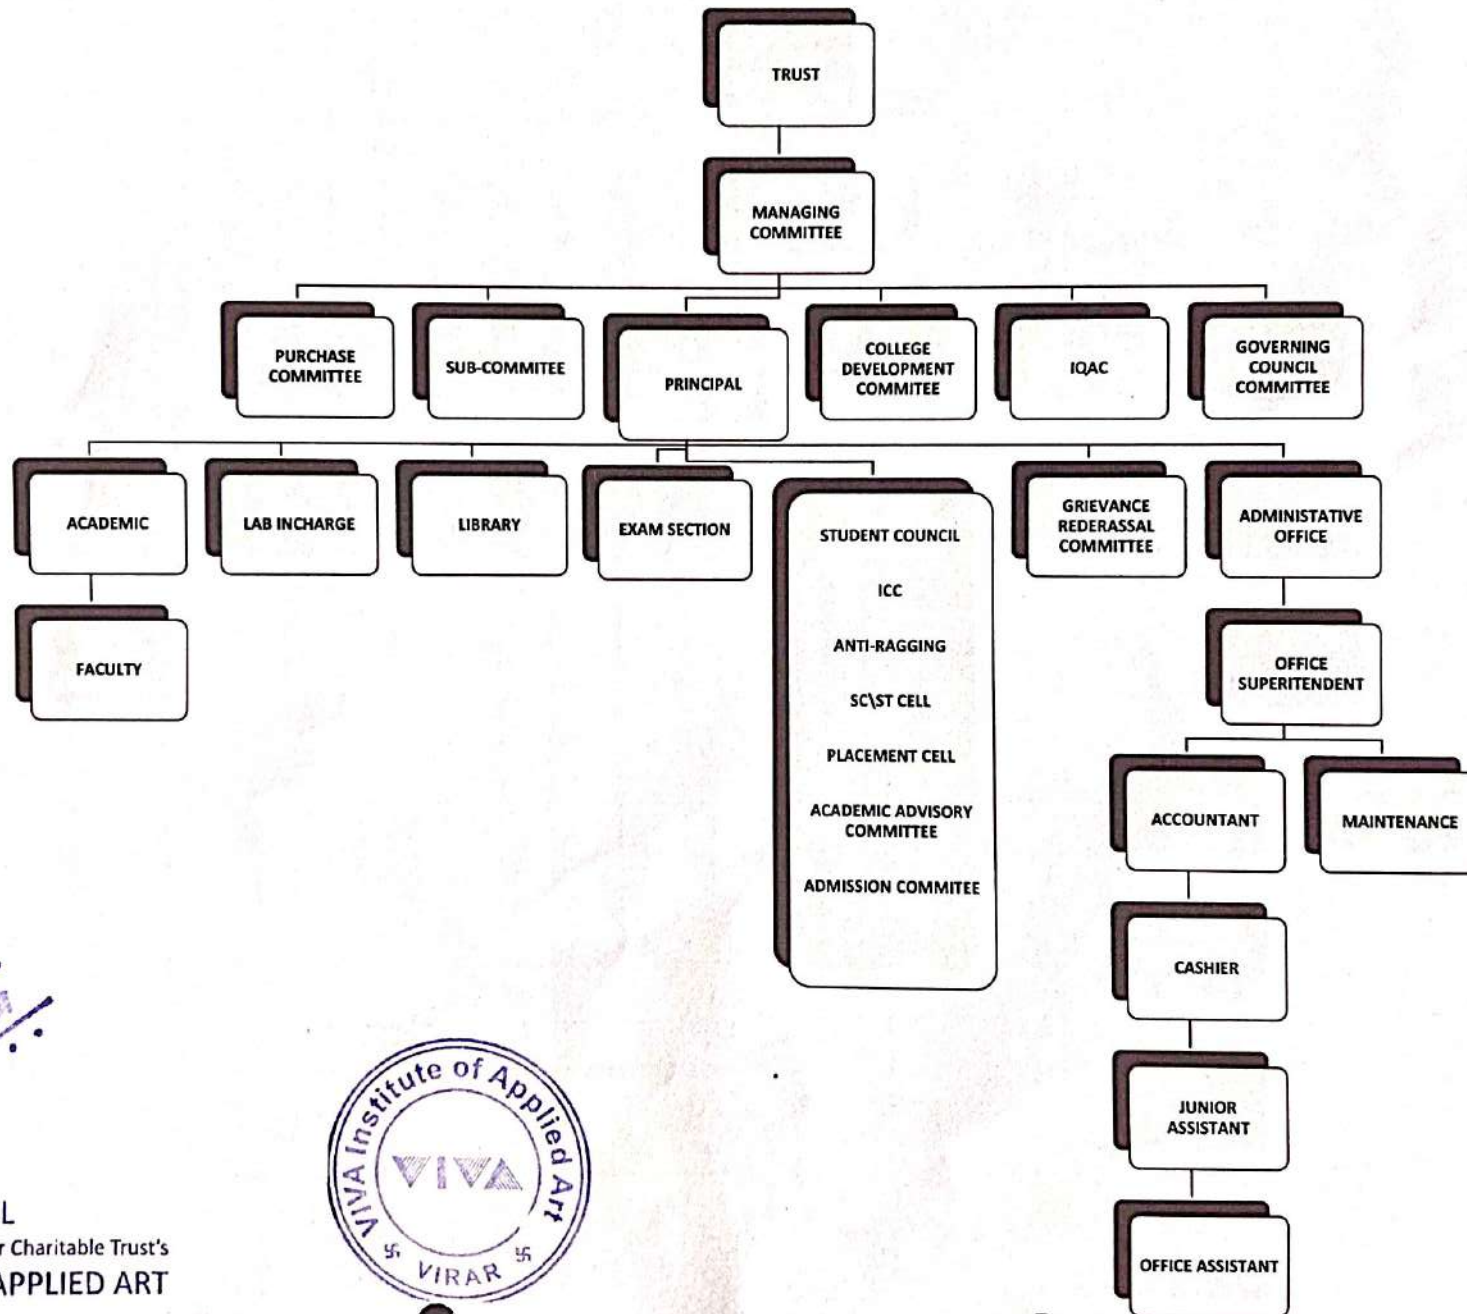 TRUST
MANAGING
COMMITTEE
PURCHASE
COMMITTEE
SUB-COMMITEE
PRINCIPAL
COLLEGE
DEVELOPMENT
COMMITEE
IQAC
GOVERNING
COUNCIL
COMMITTEE
ACADEMIC
LAB INCHARGE
LIBRARY
EXAM SECTION
STUDENT COUNCIL
ICC
ANTI-RAGGING
SC\ST CELL
PLACEMENT CELL
ACADEMIC ADVISORY
COMMITTEE
ADMISSION COMMITEE
GRIEVANCE
REDERASSAL
COMMITTEE
ADMINISTATIVE
OFFICE
FACULTY
OFFICE
SUPERITENDENT
ACCOUNTANT
MAINTENANCE
CASHIER
JUNIOR
ASSISTANT
OFFICE ASSISTANT
VIVA Institute of Applied Art
VIVA
VIRAR
L
r Charitable Trust's
APPLIED ART